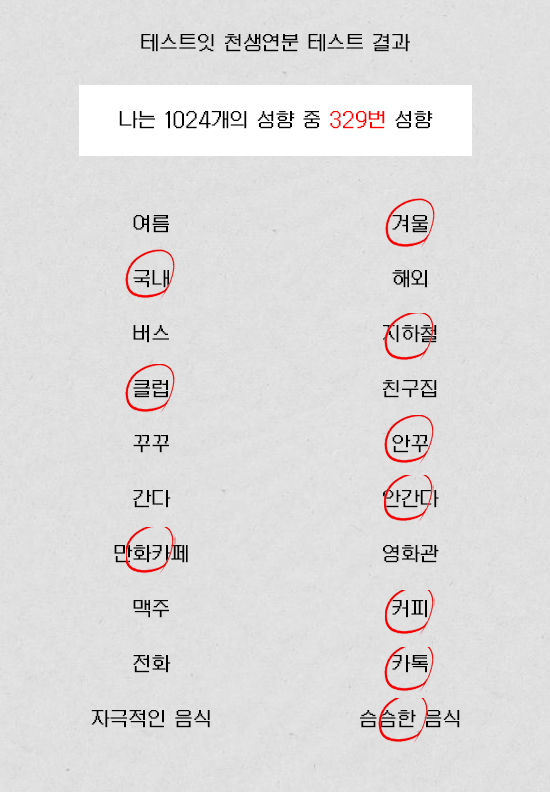 테스트잇 천생연분 테스트 결과
나는 1024개의 성향 중 329번 성향
여름 겨울
국내 해외
버스 지하철
클럽 친구집
꾸꾸 안꾸
간다 안간다
만화카페 영화관
맥주 커피
전화 카톡
자극적인 음식 슴슴한 음식